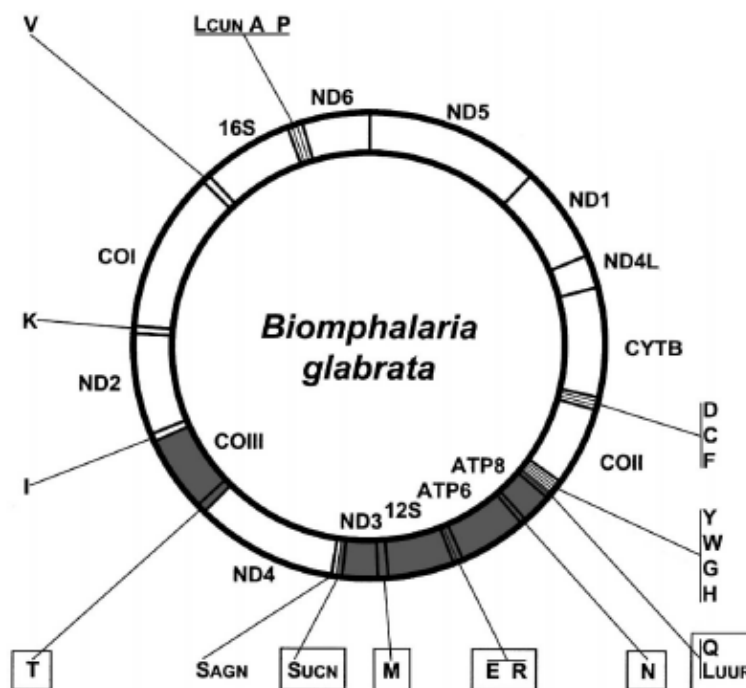 V
LCUN A P
ND6
ND5
16S
ND1
ND4L
COI
K
Biomphalaria
glabrata
CYTB
ND2
D
C
F
COIII
COII
I
ATP8
ATP6
12S
ND3
ND4
Y
W
G
H
T
SAGN
SUCN
M
E R
N
Q
LUUR